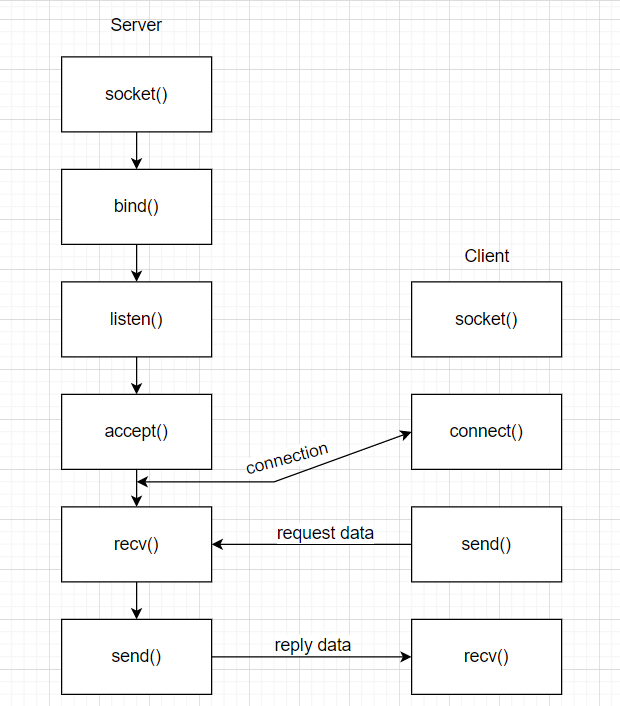 Server
socket()
bind()
Client
listen()
socket()
accept()
connection
connect()
recv()
request data
send()
send()
reply data
recv()